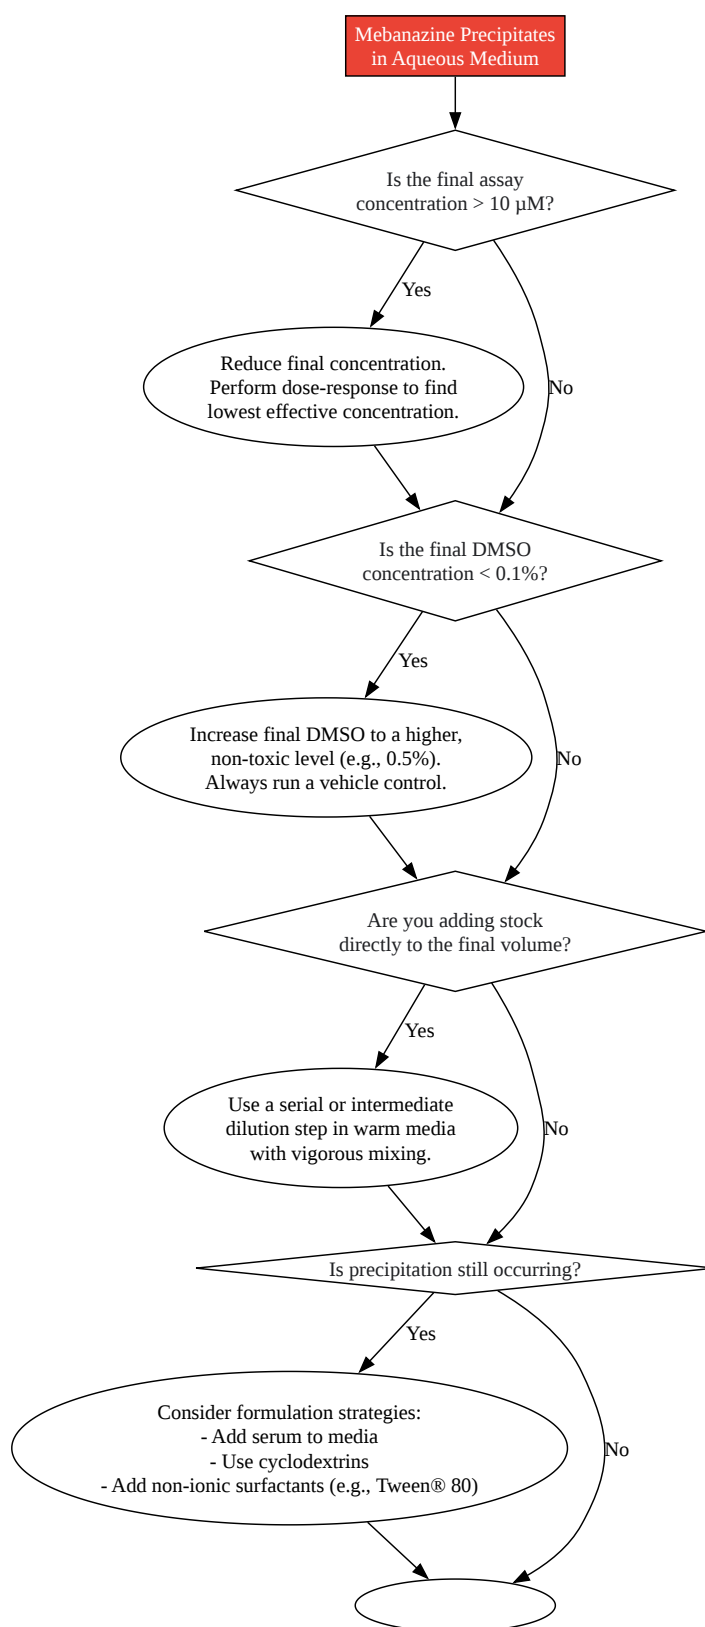 Mebanazine Precipitates
in Aqueous Medium
Is the final assay
concentration > 10 µM?
Yes
No
Reduce final concentration.
Perform dose-response to find
lowest effective concentration.
Is the final DMSO
concentration < 0.1%?
Yes
No
Increase final DMSO to a higher,
non-toxic level (e.g., 0.5%).
Always run a vehicle control.
Are you adding stock
directly to the final volume?
Yes
No
Use a serial or intermediate
dilution step in warm media
with vigorous mixing.
Is precipitation still occurring?
Yes
No
Consider formulation strategies:
- Add serum to media
- Use cyclodextrins
- Add non-ionic surfactants (e.g., Tween® 80)